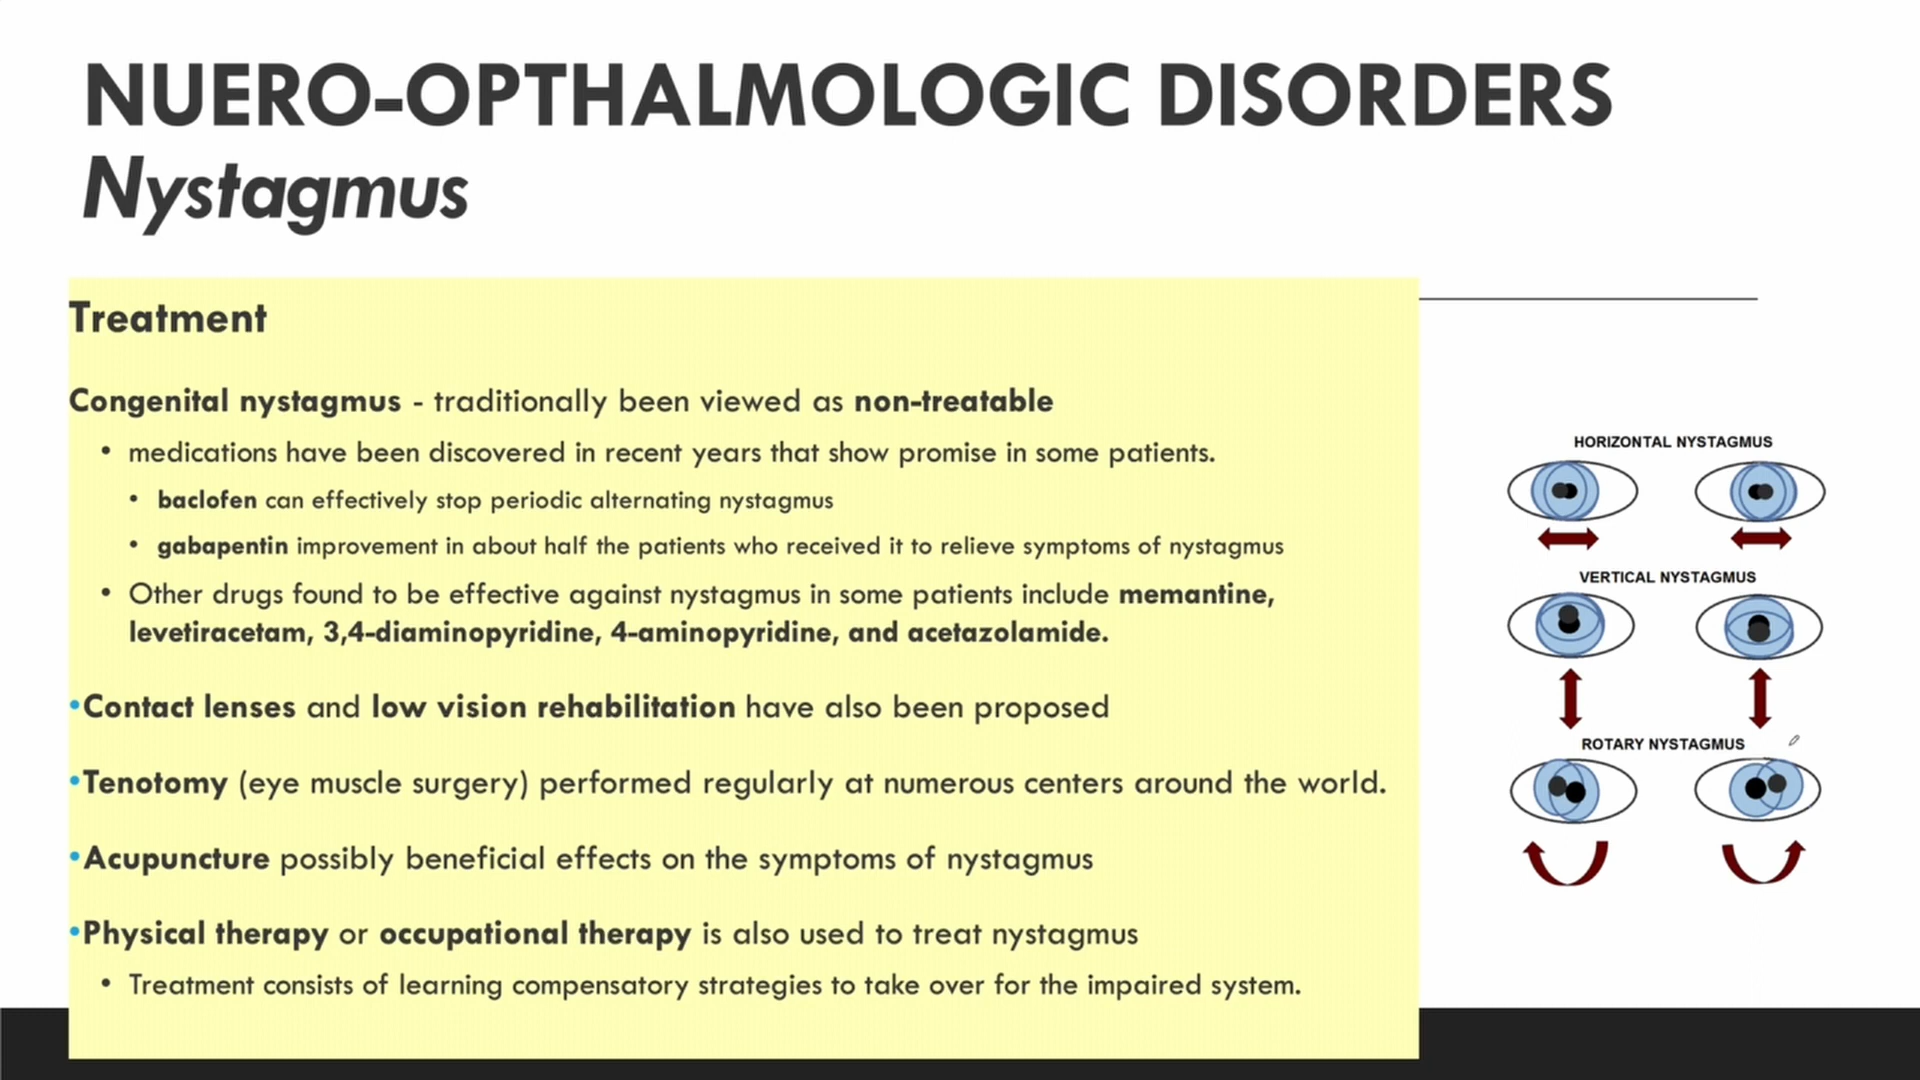 NUERO-OPTHALMOLOGIC DISORDERS
Nystagmus
Treatment
Congenital nystagmus - traditionally been viewed as non-treatable
• medications have been discovered in recent years that show promise in some patients.
• baclofen can effectively stop periodic alternating nystagmus
• gabapentin improvement in about half the patients who received it to relieve symptoms of nystagmus
• Other drugs found to be effective against nystagmus in some patients include memantine,
levetiracetam, 3,4-diaminopyridine, 4-aminopyridine, and acetazolamide.
•Contact lenses and low vision rehabilitation have also been proposed
•Tenotomy (eye muscle surgery) performed regularly at numerous centers around the world.
•Acupuncture possibly beneficial effects on the symptoms of nystagmus
•Physical therapy or occupational therapy is also used to treat nystagmus
• Treatment consists of learning compensatory strategies to take over for the impaired system.
HORIZONTAL NYSTAGMUS
VERTICAL NYSTAGMUS
ROTARY NYSTAGMUS